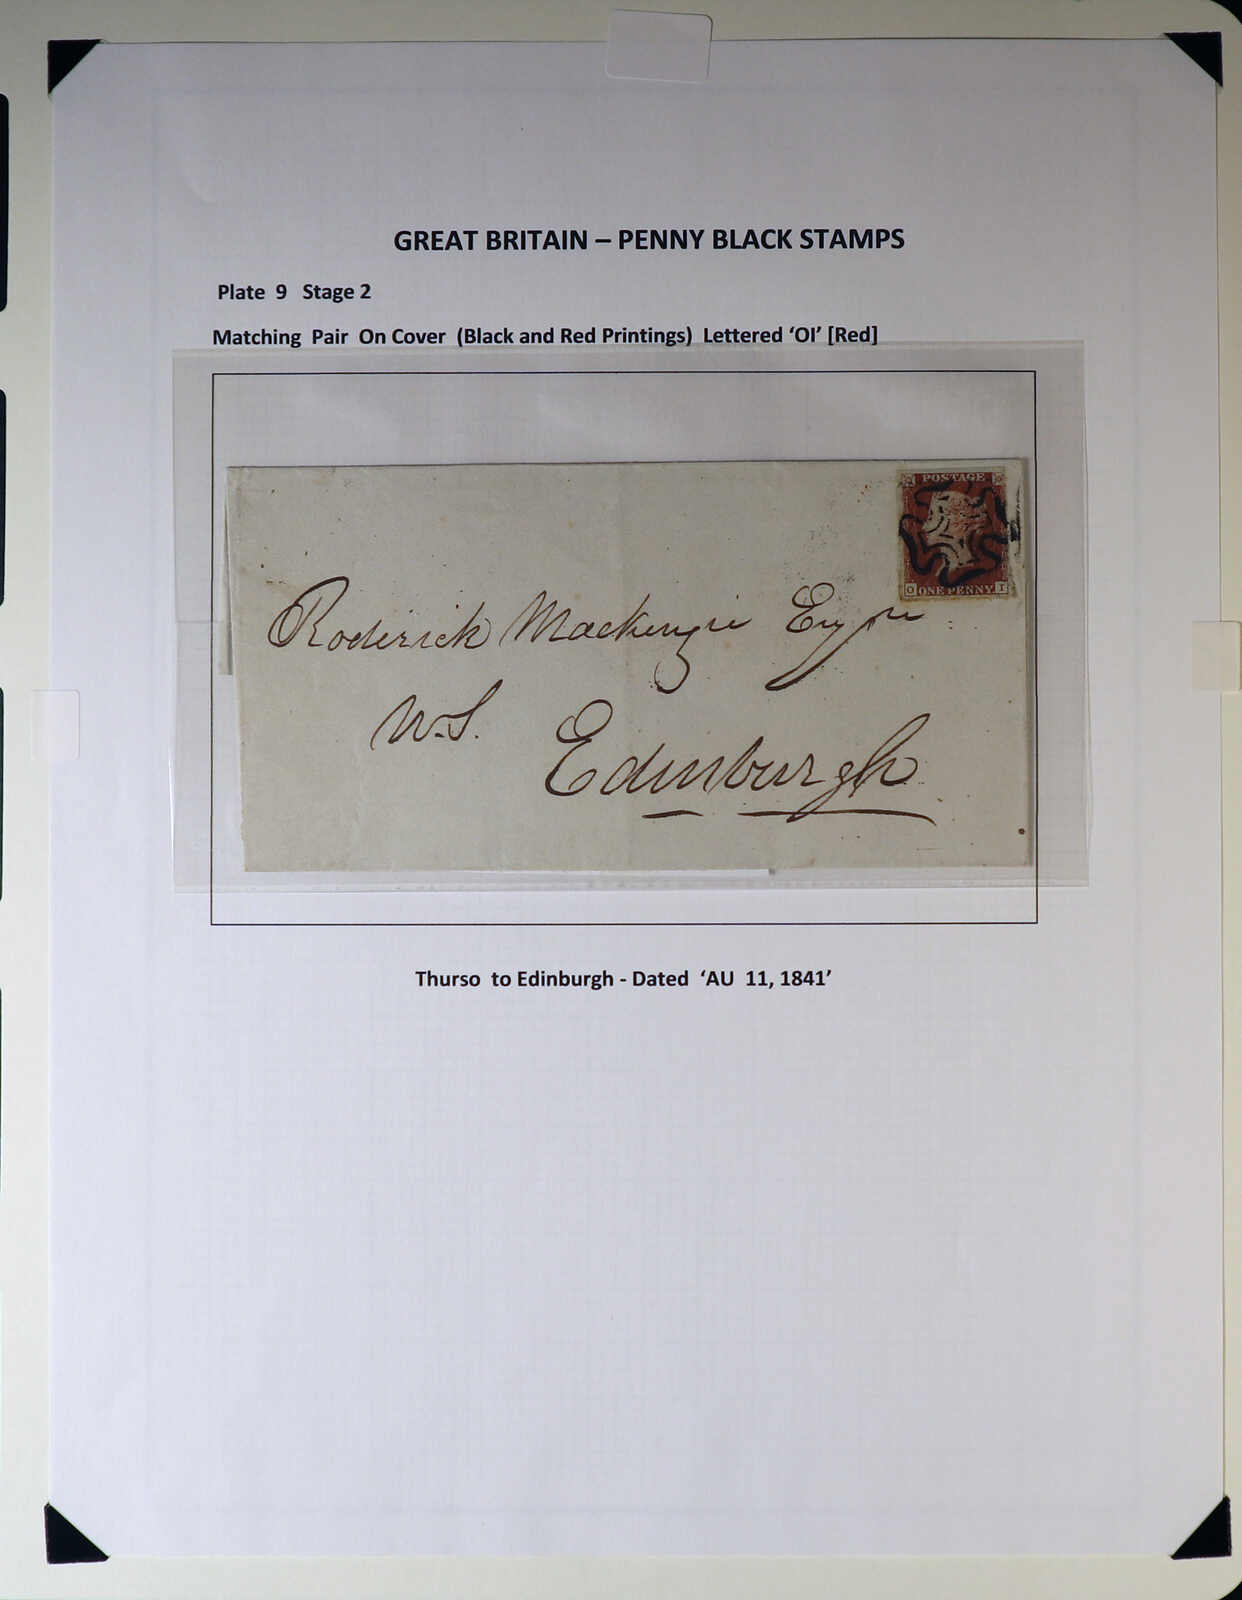 GREAT BRITAIN – PENNY BLACK STAMPS
Plate 9 Stage 2
Matching Pair On Cover (Black and Red Printings) Lettered ‘OI’ [Red]
POSTAGE
O ONE PENNY I
Roderick Mackenzie Esqre
W.S.
Edinburgh
Thurso to Edinburgh - Dated ‘AU 11, 1841’